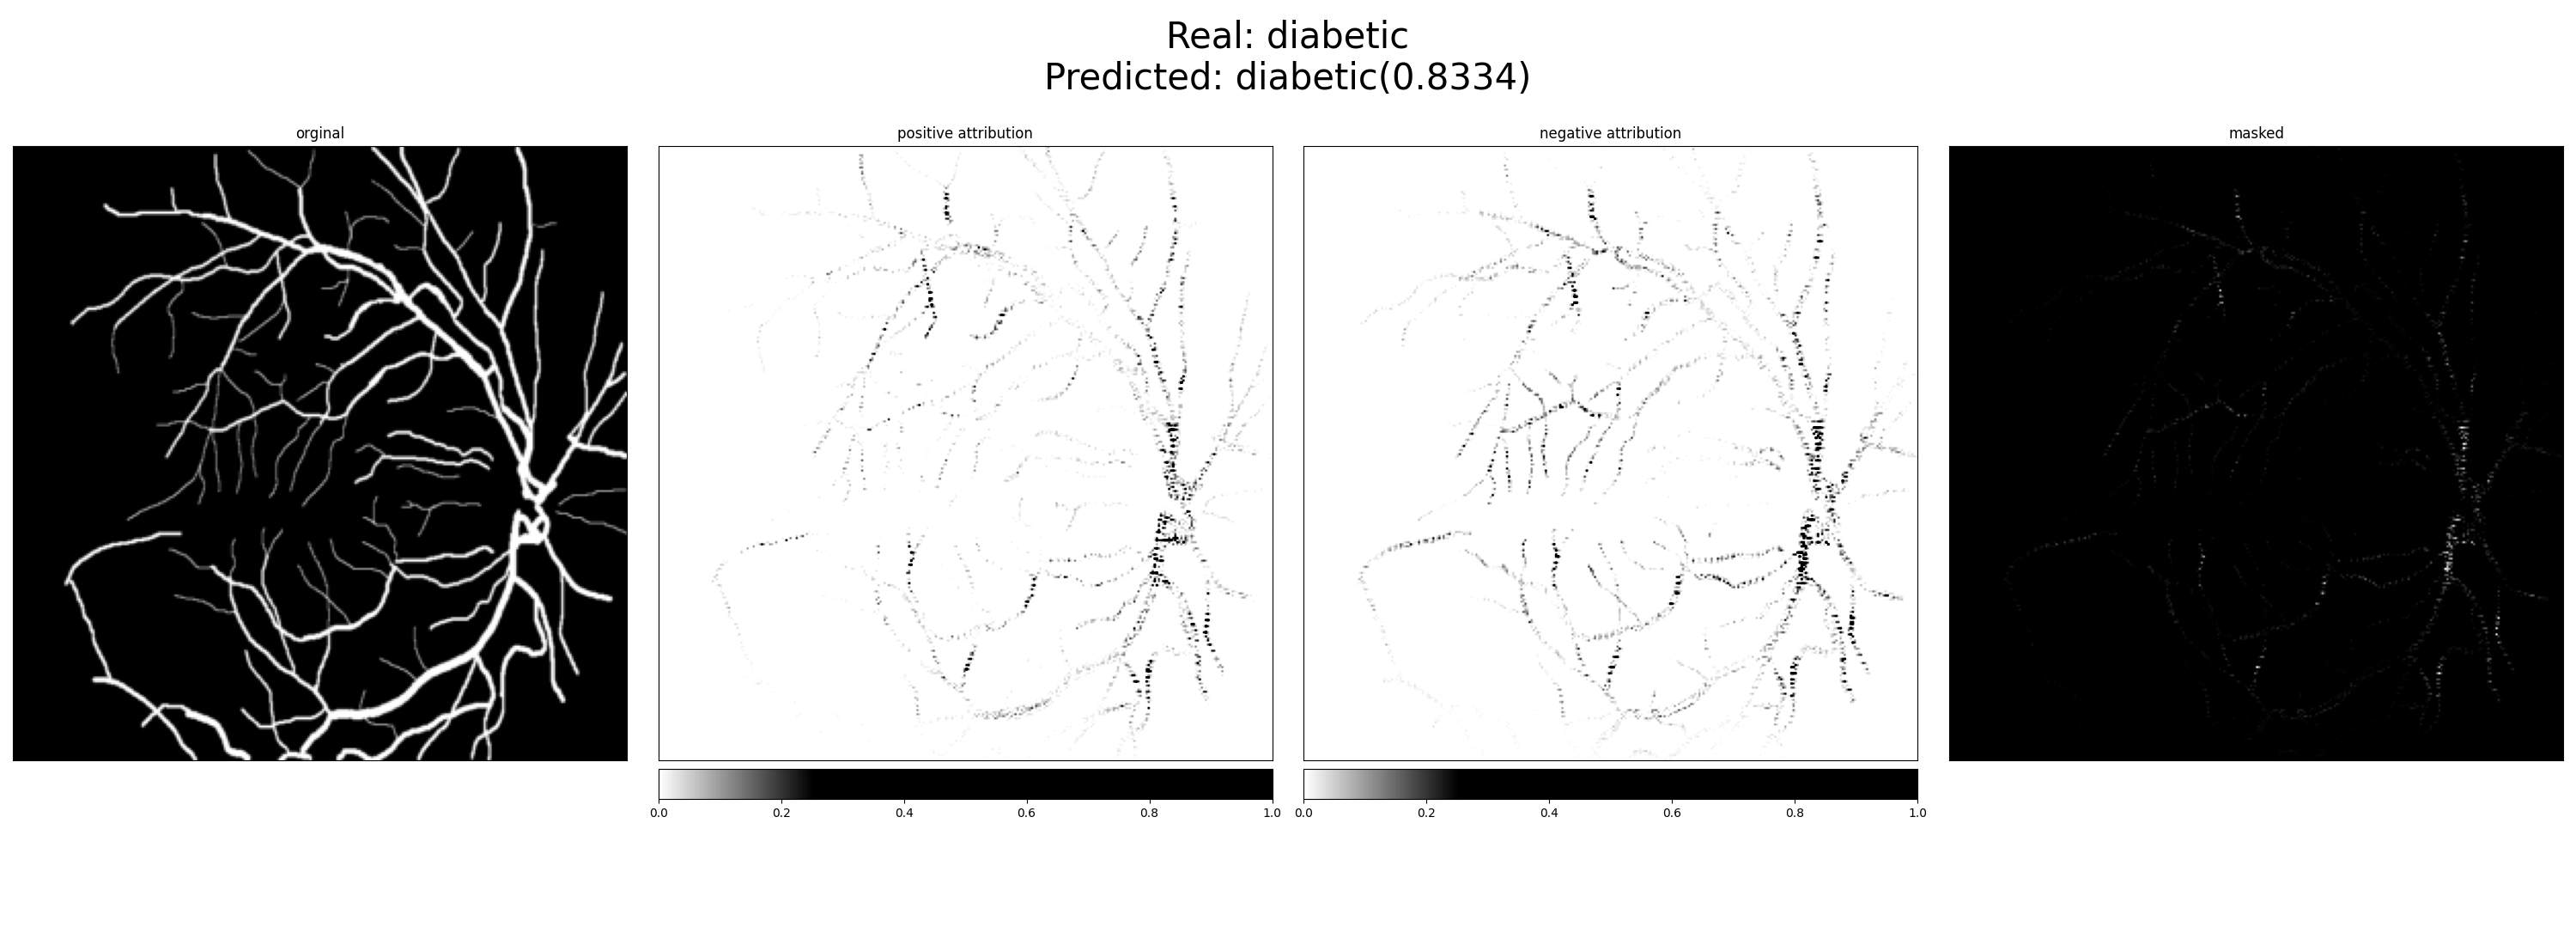 Real: diabetic
Predicted: diabetic(0.8334)
orginal
positive attribution
negative attribution
masked
0.0 0.2 0.4 0.6 0.8 1.0
0.0 0.2 0.4 0.6 0.8 1.0